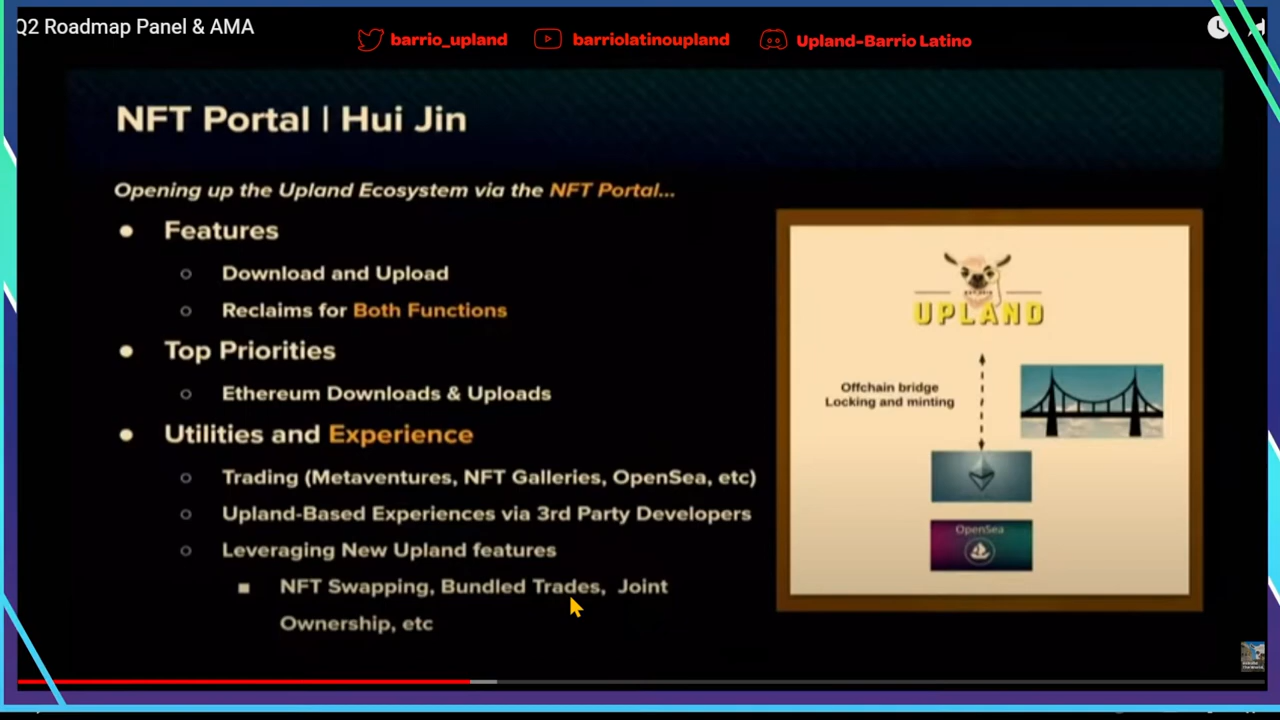 Q2 Roadmap Panel & AMA
barrio_upland
barriolatinoupland
Upland-Barrio Latino
NFT Portal | Hui Jin
Opening up the Upland Ecosystem via the NFT Portal...
Features
Download and Upload
Reclaims for Both Functions
Top Priorities
Ethereum Downloads & Uploads
Utilities and Experience
Trading (Metaventures, NFT Galleries, OpenSea, etc)
Upland-Based Experiences via 3rd Party Developers
Leveraging New Upland features
NFT Swapping, Bundled Trades, Joint
Ownership, etc
UPLAND
Offchain bridge
Locking and minting
OpenSea